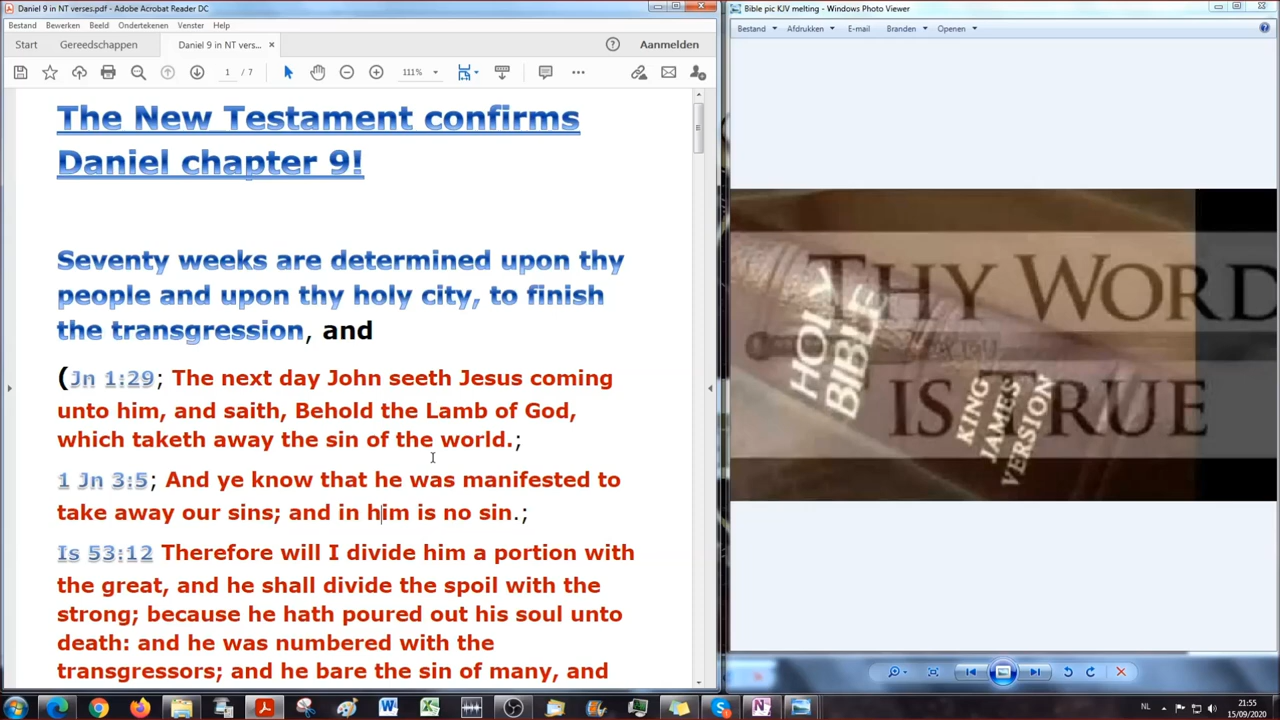 Daniel 9 in NT verses.pdf - Adobe Acrobat Reader DC
Bestand Bewerken Beeld Ondertekenen Venster Help
Start Gereedschappen Daniel 9 in NT vers... × Aanmelden
1 / 7 111%
The New Testament confirms
Daniel chapter 9!
Seventy weeks are determined upon thy
people and upon thy holy city, to finish
the transgression, and
(Jn 1:29; The next day John seeth Jesus coming
unto him, and saith, Behold the Lamb of God,
which taketh away the sin of the world.;
1 Jn 3:5; And ye know that he was manifested to
take away our sins; and in him is no sin.;
Is 53:12 Therefore will I divide him a portion with
the great, and he shall divide the spoil with the
strong; because he hath poured out his soul unto
death: and he was numbered with the
transgressors; and he bare the sin of many, and
Bible pic KJV melting - Windows Photo Viewer
Bestand Afdrukken E-mail Branden Openen
THY WORD
IS TRUE
HOLY
BIBLE
KING
JAMES
VERSION
NL 21:55
15/09/2020